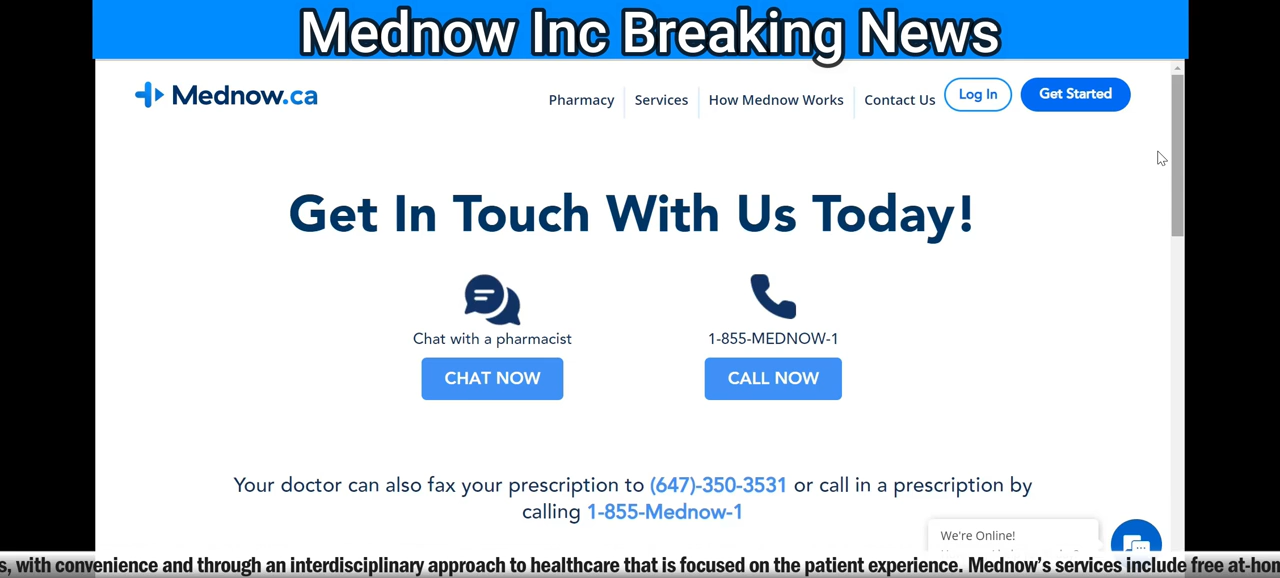 Mednow Inc Breaking News
Mednow.ca
Pharmacy
Services
How Mednow Works
Contact Us
Log In
Get Started
Get In Touch With Us Today!
Chat with a pharmacist
1-855-MEDNOW-1
CHAT NOW
CALL NOW
Your doctor can also fax your prescription to (647)-350-3531 or call in a prescription by
calling 1-855-Mednow-1
We're Online!
s, with convenience and through an interdisciplinary approach to healthcare that is focused on the patient experience. Mednow’s services include free at-hom